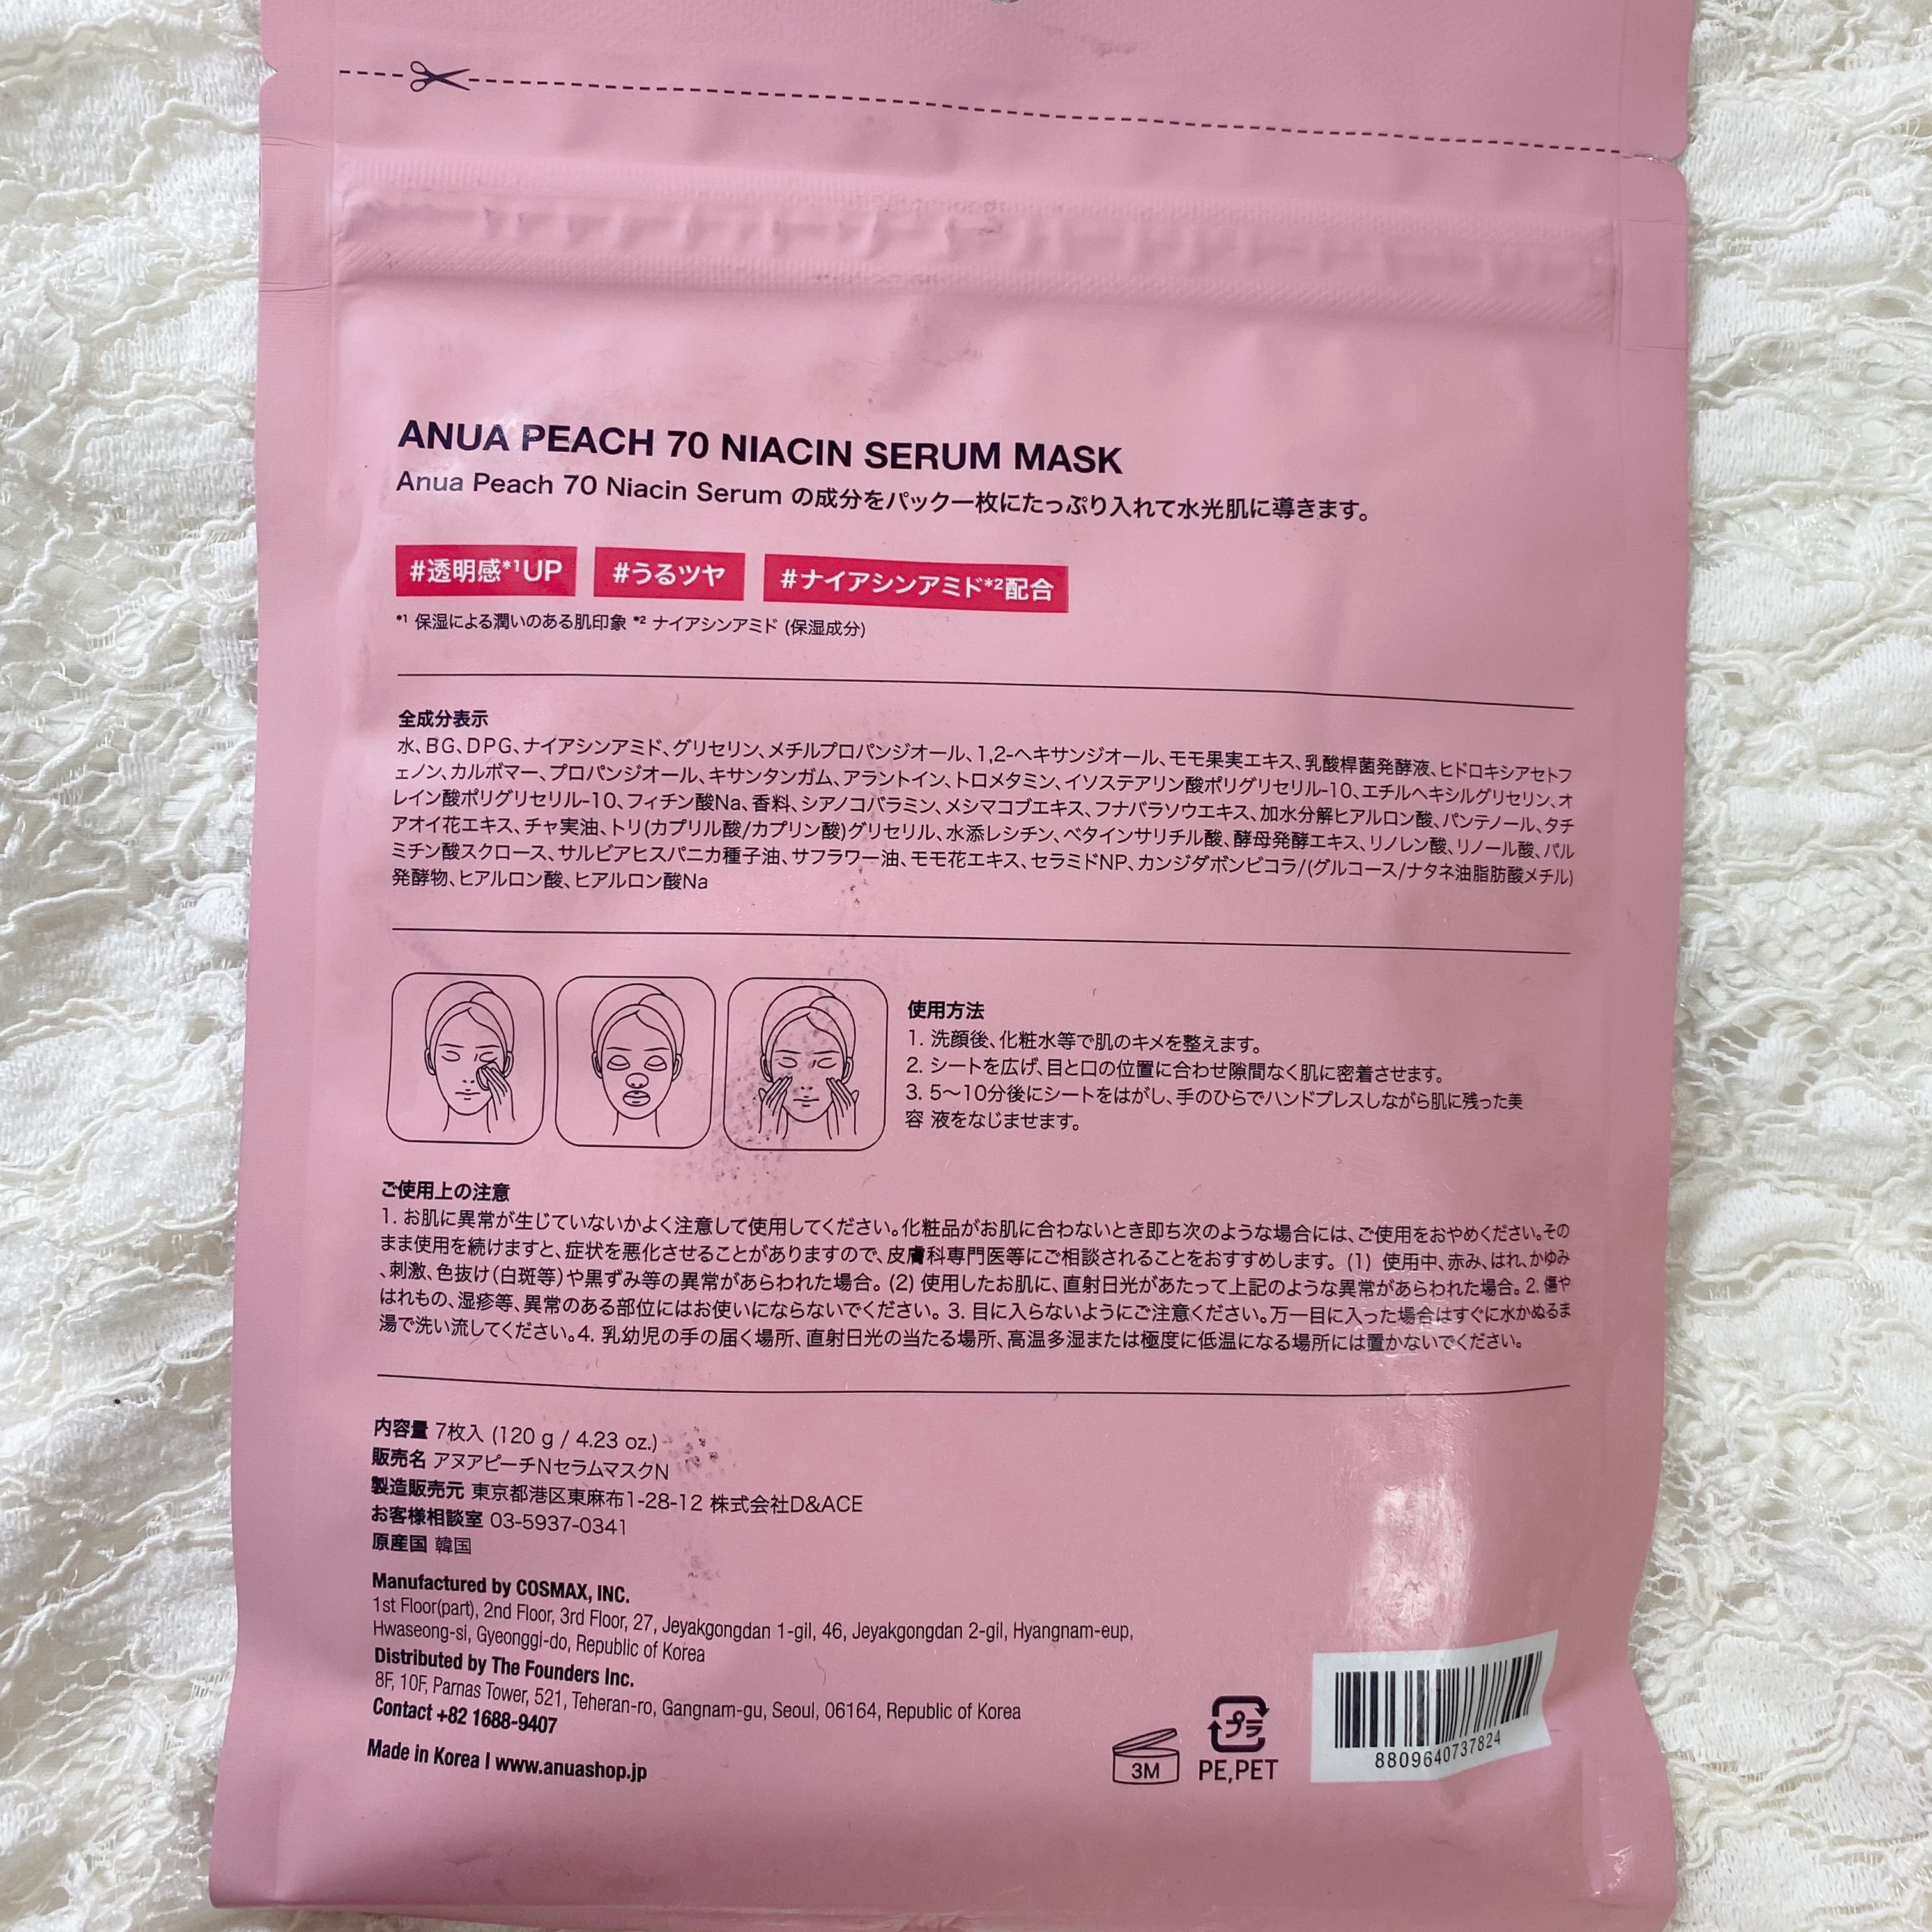 ANUA PEACH 70 NIACIN SERUM MASK
Anua Peach 70 Niacin Serum の成分をパック一枚にたっぷり入れて水光肌に導きます。
#透明感*1UP #うるツヤ #ナイアシンアミド*2配合
*1 保湿による潤いのある肌印象 *2 ナイアシンアミド (保湿成分)
全成分表示
水、BG、DPG、ナイアシンアミド、グリセリン、メチルプロパンジオール、1,2-ヘキサンジオール、モモ果実エキス、乳酸桿菌発酵液、ヒドロキシアセトフ
ェノン、カルボマー、プロパンジオール、キサンタンガム、アラントイン、トロメタミン、イソステアリン酸ポリグリセリル-10、エチルヘキシルグリセリン、オ
レイン酸ポリグリセリル-10、フィチン酸Na、香料、シアノコバラミン、メシマコブエキス、フナバラソウエキス、加水分解ヒアルロン酸、パンテノール、タチ
アオイ花エキス、チャ実油、トリ(カプリル酸/カプリン酸)グリセリル、水添レシチン、ベタインサリチル酸、酵母発酵エキス、リノレン酸、リノール酸、パル
ミチン酸スクロース、サルビアヒスパニカ種子油、サフラワー油、モモ花エキス、セラミドNP、カンジダボンビコラ/(グルコース/ナタネ油脂肪酸メチル)
発酵物、ヒアルロン酸、ヒアルロン酸Na
使用方法
1. 洗顔後、化粧水等で肌のキメを整えます。
2. シートを広げ、目と口の位置に合わせ隙間なく肌に密着させます。
3. 5〜10分後にシートをはがし、手のひらでハンドプレスしながら肌に残った美
容 液をなじませます。
ご使用上の注意
1. お肌に異常が生じていないかよく注意して使用してください。化粧品がお肌に合わないとき即ち次のような場合には、ご使用をおやめください。その
まま使用を続けますと、症状を悪化させることがありますので、皮膚科専門医等にご相談されることをおすすめします。 (1) 使用中、赤み、はれ、かゆみ
、刺激、色抜け(白斑等)や黒ずみ等の異常があらわれた場合。 (2) 使用したお肌に、直射日光があたって上記のような異常があらわれた場合。 2. 傷や
はれもの、湿疹等、異常のある部位にはお使いにならないでください。 3. 目に入らないようにご注意ください。万一目に入った場合はすぐに水かぬるま
湯で洗い流してください。4. 乳幼児の手の届く場所、直射日光の当たる場所、高温多湿または極度に低温になる場所には置かないでください。
内容量 7枚入 (120 g / 4.23 oz.)
販売名 アヌアピーチNセラムマスクN
製造販売元 東京都港区東麻布1-28-12 株式会社D&ACE
お客様相談室 03-5937-0341
原産国 韓国
Manufactured by COSMAX, INC.
1st Floor(part), 2nd Floor, 3rd Floor, 27, Jeyakgongdan 1-gil, 46, Jeyakgongdan 2-gil, Hyangnam-eup,
Hwaseong-si, Gyeonggi-do, Republic of Korea
Distributed by The Founders Inc.
8F, 10F, Parnas Tower, 521, Teheran-ro, Gangnam-gu, Seoul, 06164, Republic of Korea
Contact +82 1688-9407
Made in Korea I www.anuashop.jp
3M
プラ
PE,PET
8809640737824